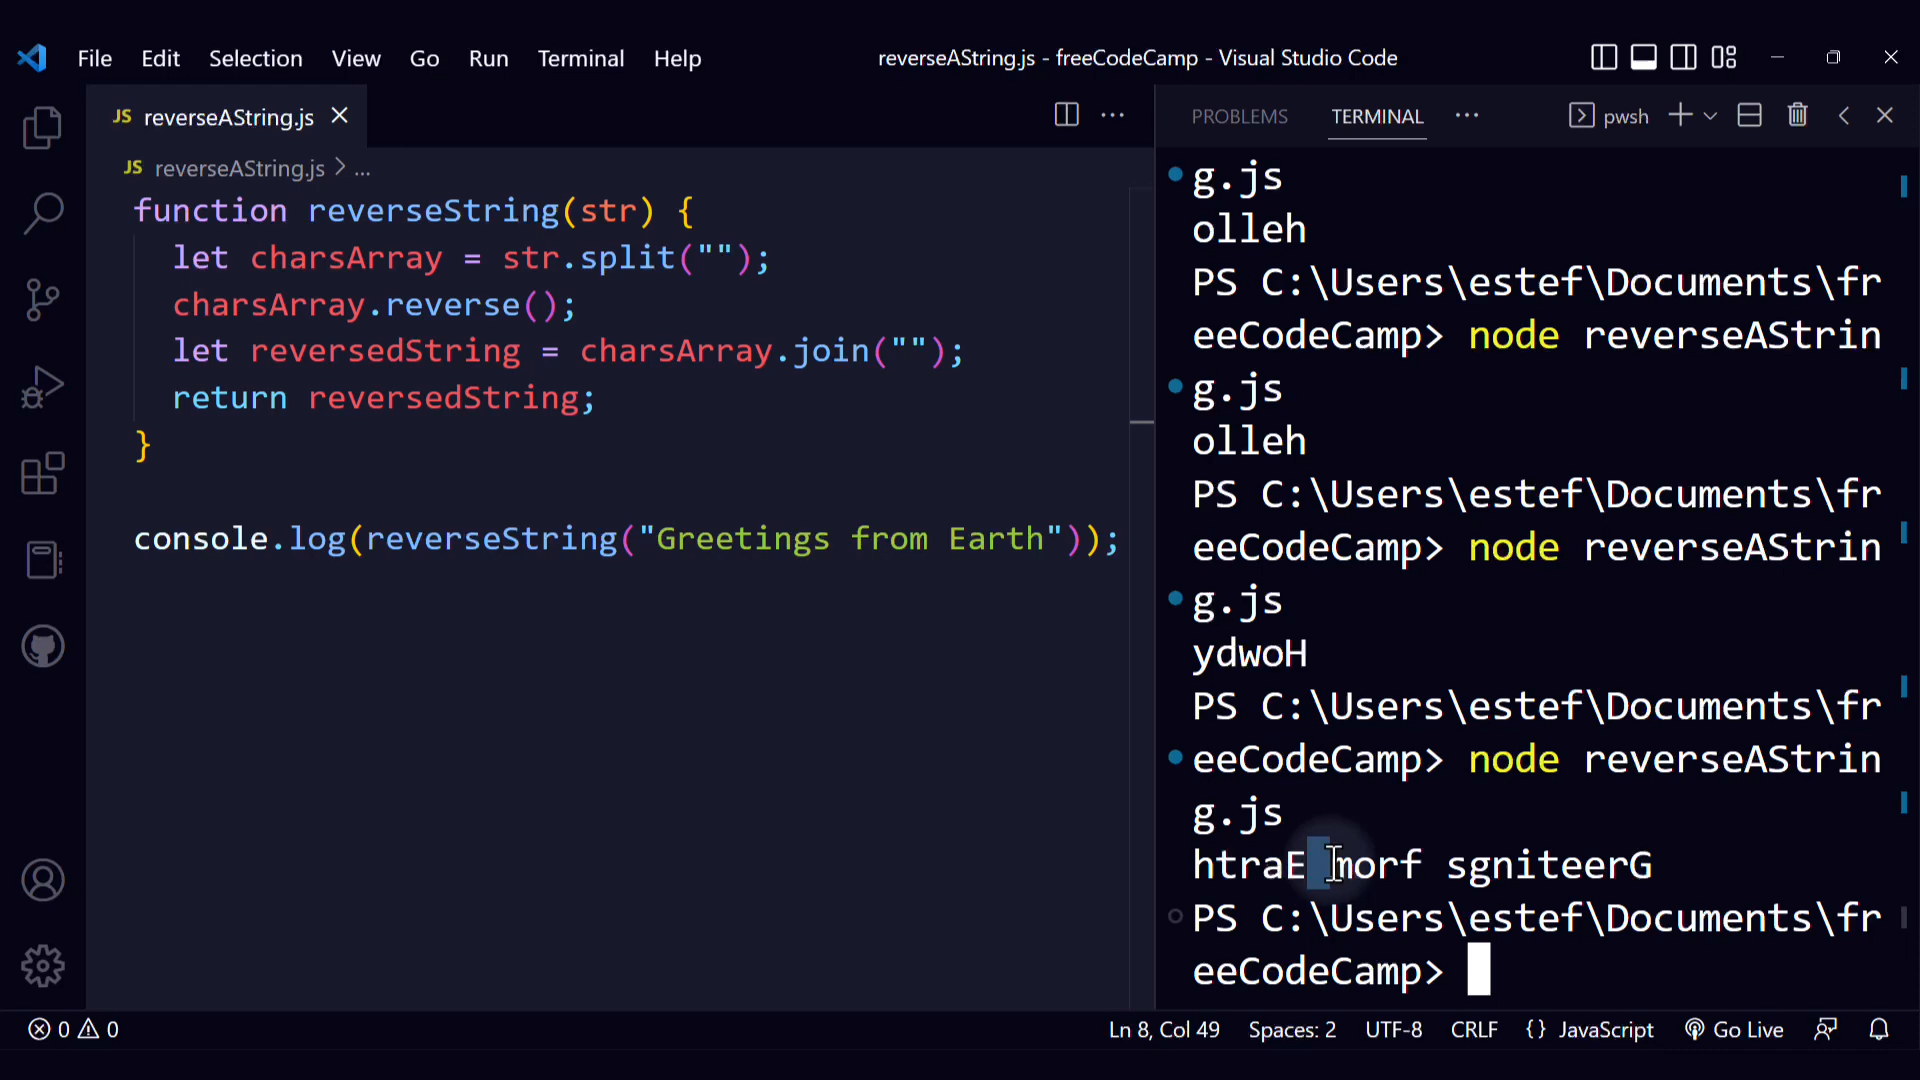 File Edit Selection View Go Run Terminal Help
reverseAString.js - freeCodeCamp - Visual Studio Code
JS reverseAString.js
JS reverseAString.js > ...
function reverseString(str) {
  let charsArray = str.split("");
  charsArray.reverse();
  let reversedString = charsArray.join("");
  return reversedString;
}
console.log(reverseString("Greetings from Earth"));
PROBLEMS TERMINAL ... pwsh
g.js
olleh
PS C:\Users\estef\Documents\fr
eeCodeCamp> node reverseAStrin
g.js
olleh
PS C:\Users\estef\Documents\fr
eeCodeCamp> node reverseAStrin
g.js
ydwoH
PS C:\Users\estef\Documents\fr
eeCodeCamp> node reverseAStrin
g.js
htraE morf sgniteerG
PS C:\Users\estef\Documents\fr
eeCodeCamp>
0 0
Ln 8, Col 49 Spaces: 2 UTF-8 CRLF {} JavaScript Go Live